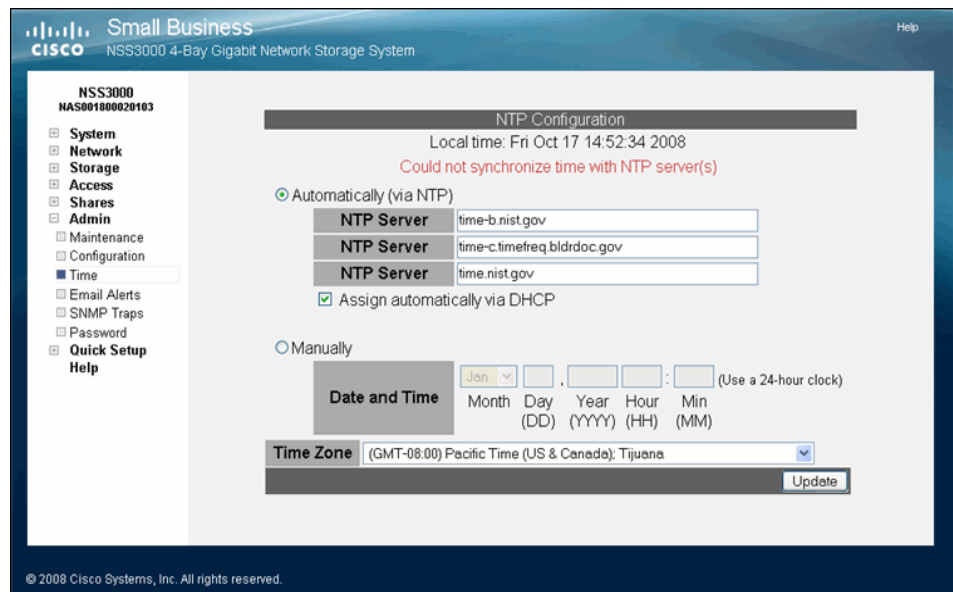 Small Business
Help
CISCO NSS3000 4-Bay Gigabit Network Storage System
NSS3000
NAS001800020103
System
Network
Storage
Access
Shares
Admin
Maintenance
Configuration
Time
Email Alerts
SNMP Traps
Password
Quick Setup
Help
NTP Configuration
Local time: Fri Oct 17 14:52:34 2008
Could not synchronize time with NTP server(s)
Automatically (via NTP)
NTP Server time-b.nist.gov
NTP Server time-c.timefreq.bldrdoc.gov
NTP Server time.nist.gov
Assign automatically via DHCP
Manually
Date and Time
Jan , : (Use a 24-hour clock)
Month Day Year Hour Min
(DD) (YYYY) (HH) (MM)
Time Zone (GMT-08:00) Pacific Time (US & Canada); Tijuana
Update
© 2008 Cisco Systems, Inc. All rights reserved.